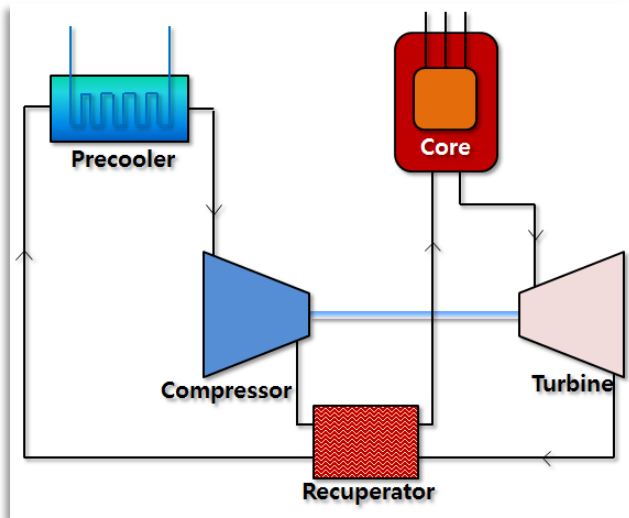 Precooler
Core
Compressor
Turbine
Recuperator